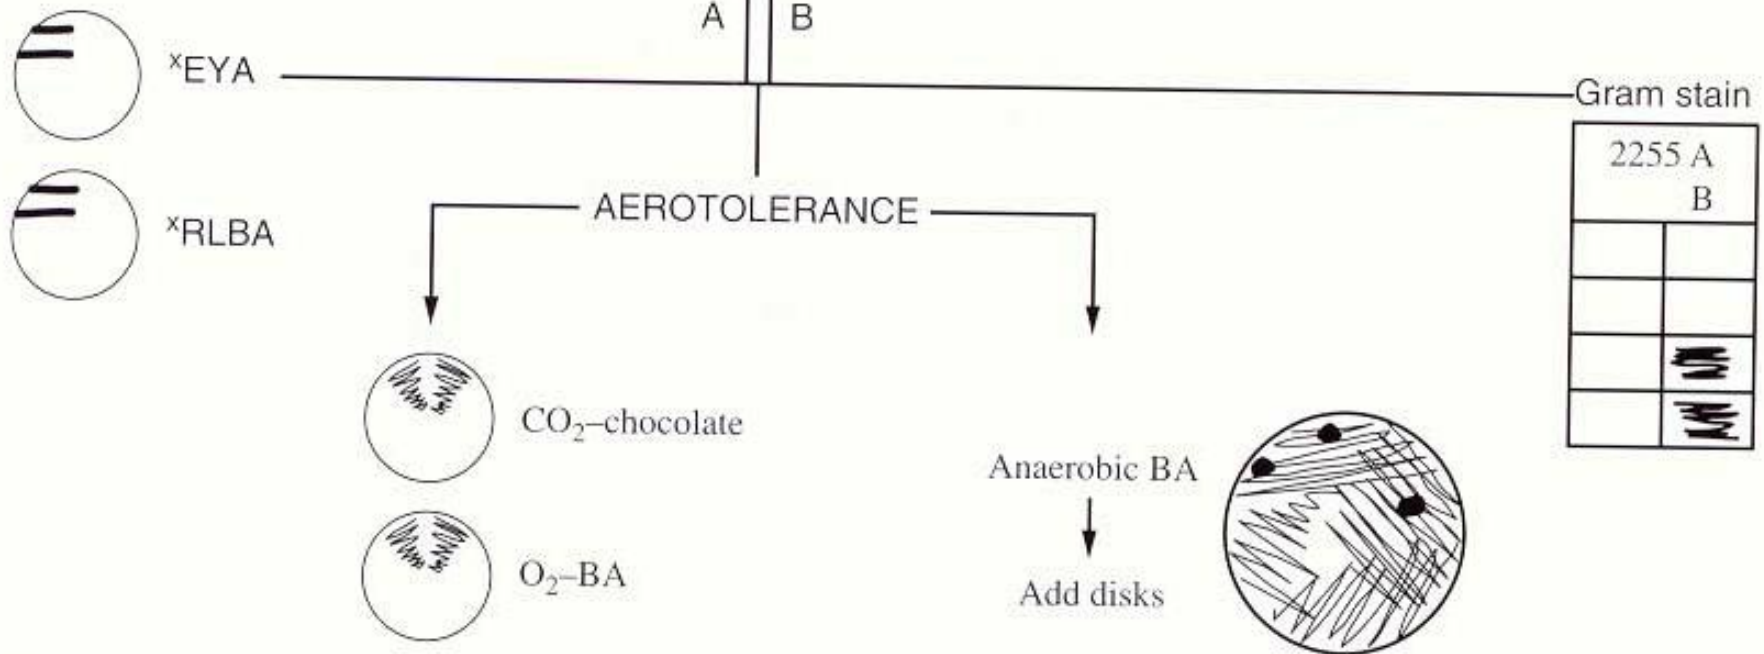 A B
ˣEYA
Gram stain
2255 A
B
AEROTOLERANCE
ˣRLBA
CO₂–chocolate
Anaerobic BA
O₂–BA
Add disks